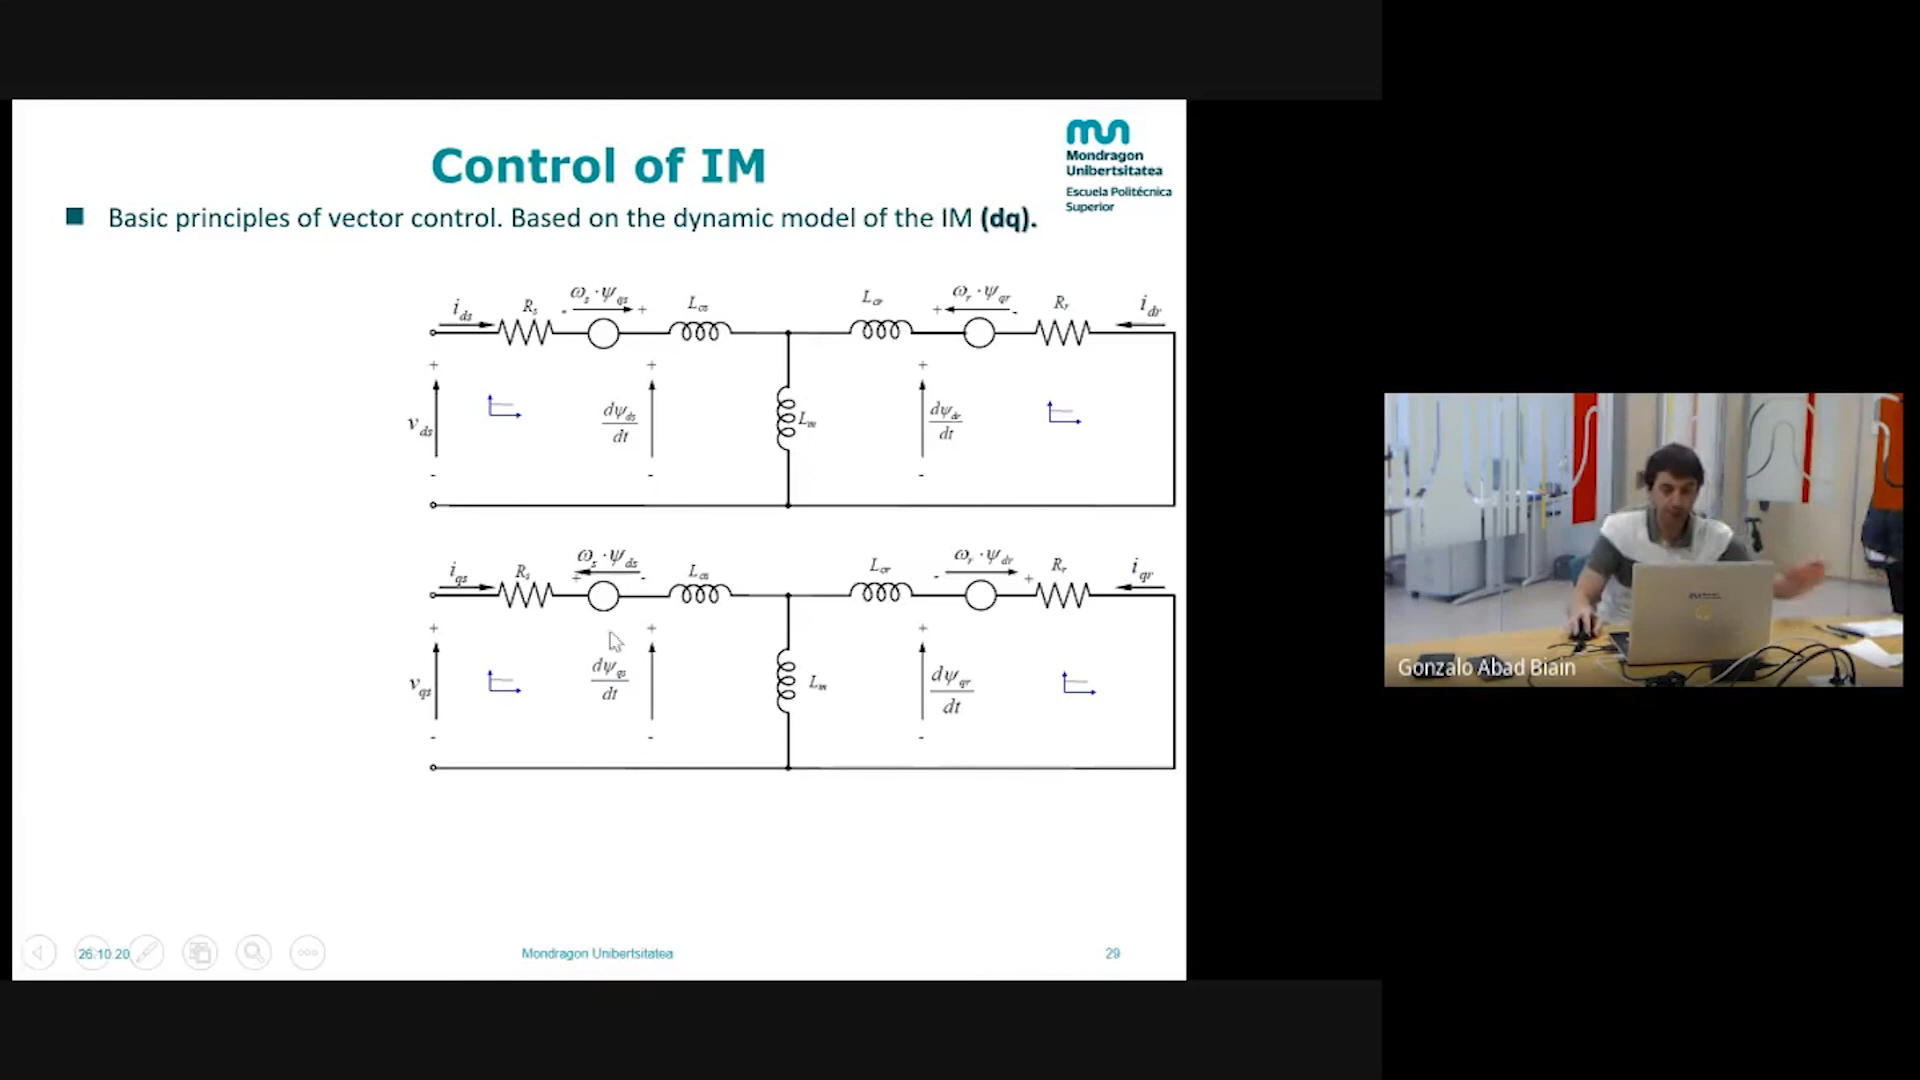 Control of IM
mun
Mondragon
Unibertsitatea
Escuela Politécnica
Superior
Basic principles of vector control. Based on the dynamic model of the IM (dq).
i_ds R_s - ω_s·ψ_qs + L_σs L_σr + ω_r·ψ_qr - R_r i_dr
+ + +
v_ds dψ_ds/dt L_m dψ_dr/dt
- - -
i_qs R_s + ω_s·ψ_ds - L_σs L_σr - ω_r·ψ_dr + R_r i_qr
+ + +
v_qs dψ_qs/dt L_m dψ_qr/dt
- - -
26.10.20 Mondragon Unibertsitatea 29
Gonzalo Abad Biain